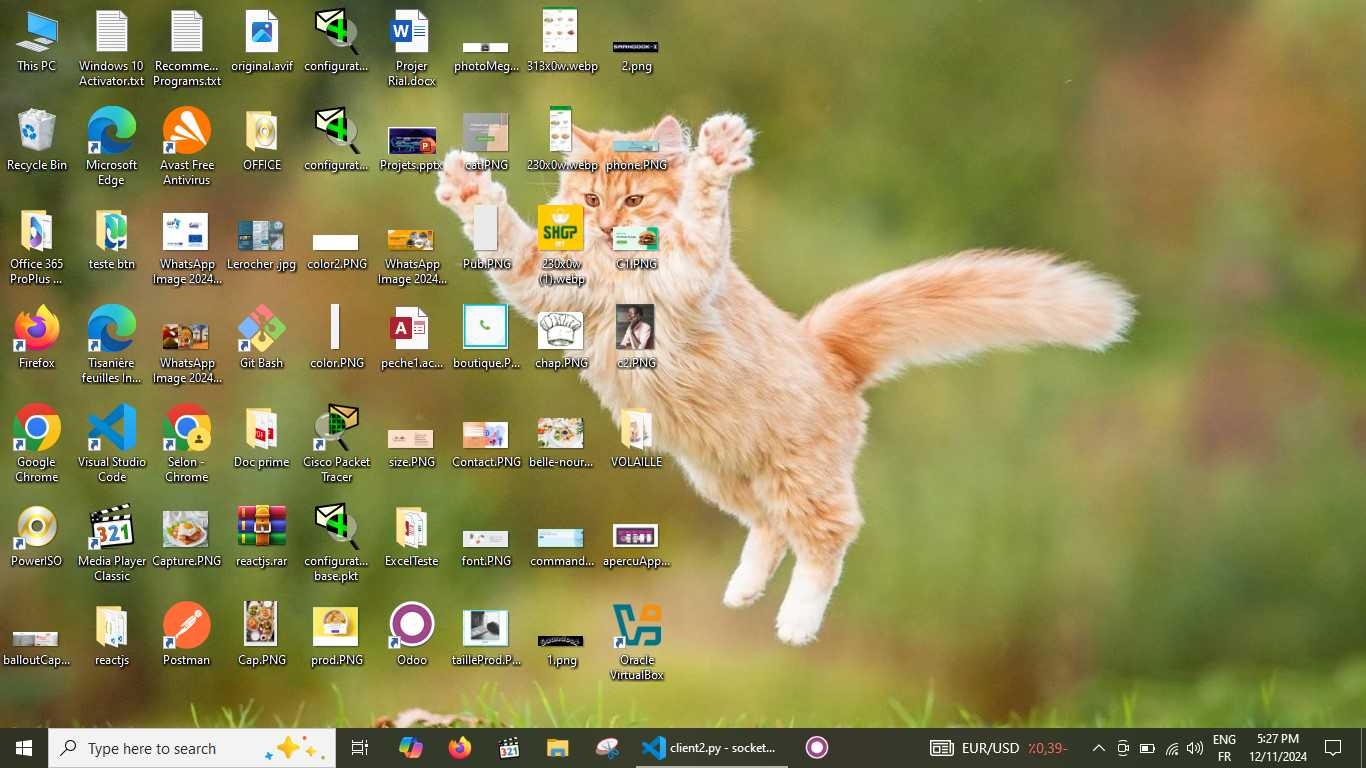 This PC
Windows 10
Activator.txt
Recomme...
Programs.txt
original.avif
configurat...
Projer
Rial.docx
photoMeg...
313x0w.webp
2.png
Recycle Bin
Microsoft
Edge
Avast Free
Antivirus
OFFICE
configurat...
Projets.pptx
cat.PNG
230x0w.webp
phone.PNG
Office 365
ProPlus ...
teste btn
WhatsApp
Image 2024...
Lerocher .jpg
color2.PNG
WhatsApp
Image 2024...
Pub.PNG
SHOP
230x0w
(1).webp
C1.PNG
Firefox
Tisanière
feuilles In...
WhatsApp
Image 2024...
Git Bash
color.PNG
peche1.ac...
boutique.P...
chap.PNG
c2.PNG
Google
Chrome
Visual Studio
Code
Selon -
Chrome
Doc prime
Cisco Packet
Tracer
size.PNG
Contact.PNG
belle-nour...
VOLAILLE
PowerISO
321
Media Player
Classic
Capture.PNG
reactjs.rar
configurat...
base.pkt
ExcelTeste
font.PNG
command...
apercuApp...
balloutCap...
reactjs
Postman
Cap.PNG
prod.PNG
Odoo
tailleProd.P...
1.png
Oracle
VirtualBox
Type here to search
client2.py - socket...
EUR/USD
٪0,39-
ENG
FR
5:27 PM
12/11/2024